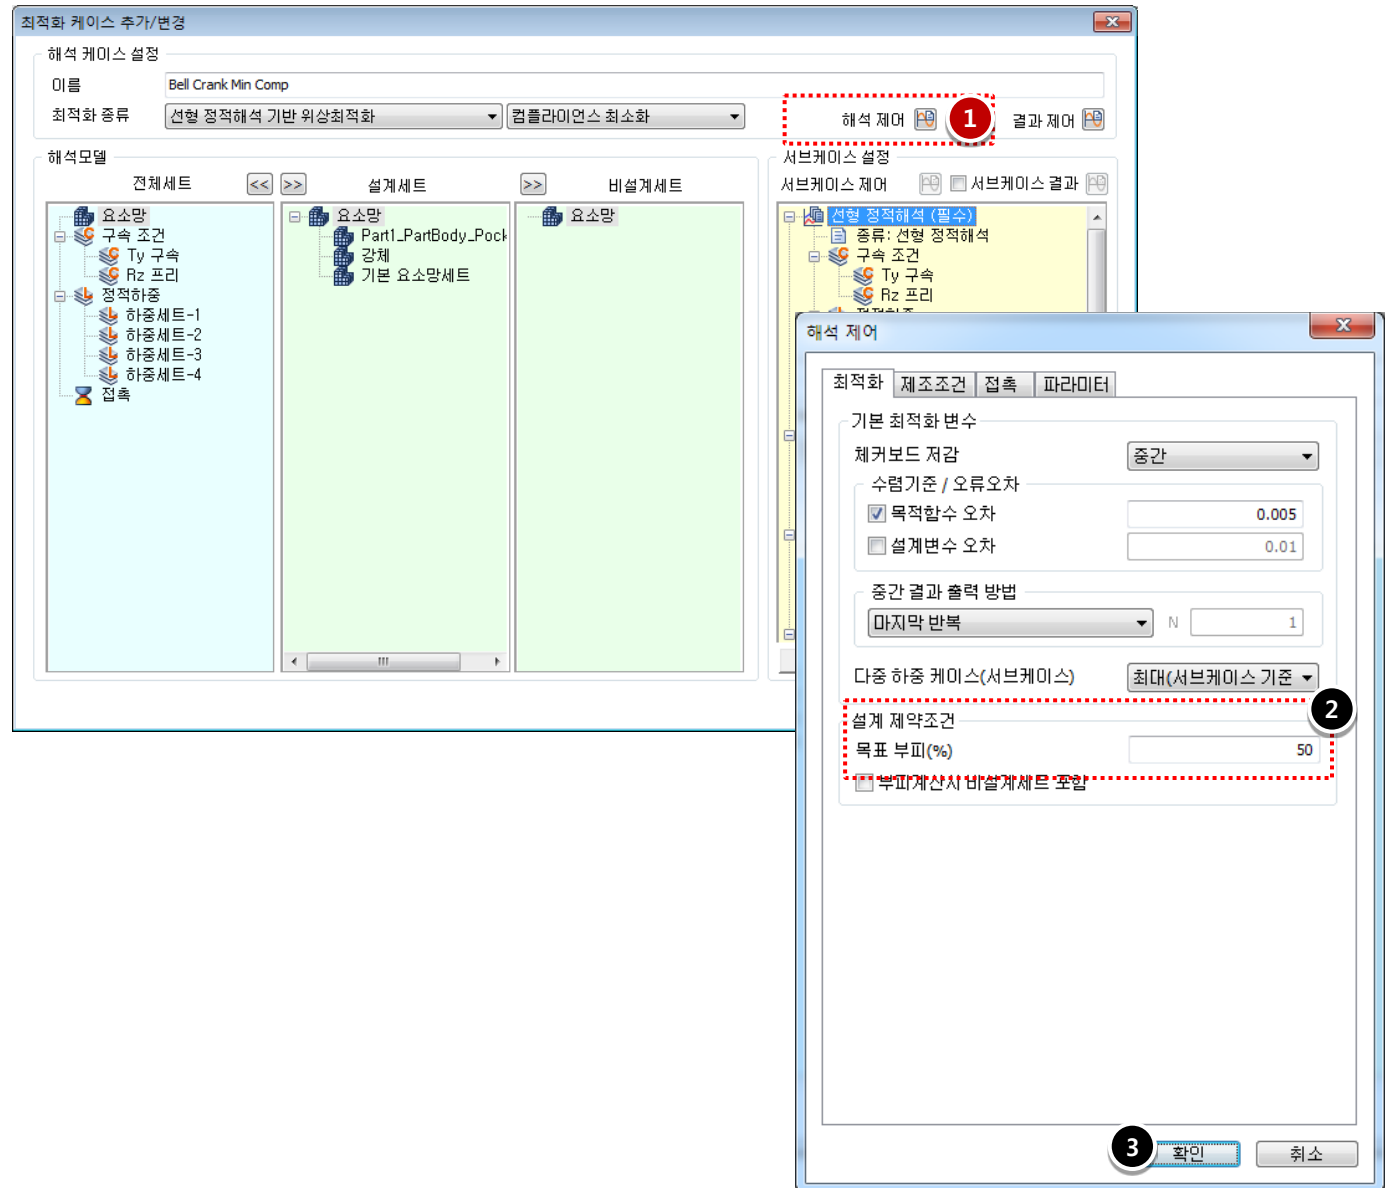 최적화 케이스 추가/변경
해석 케이스 설정
이름 Bell Crank Min Comp
최적화 종류 선형 정적해석 기반 위상최적화 컴플라이언스 최소화 해석 제어 1 결과 제어
해석모델 서브케이스 설정
전체세트 << >> 설계세트 >> 비설계세트 서브케이스 제어 서브케이스 결과
요소망 요소망 요소망 선형 정적해석 (필수)
구속 조건 Part1_PartBody_Pock 종류: 선형 정적해석
Ty 구속 강체 구속 조건
Rz 프리 기본 요소망세트 Ty 구속
정적하중 Rz 프리
하중세트-1
하중세트-2
하중세트-3
하중세트-4
접촉
해석 제어
최적화 제조조건 접촉 파라미터
기본 최적화 변수
체커보드 저감 중간
수렴기준 / 오류오차
목적함수 오차 0.005
설계변수 오차 0.01
중간 결과 출력 방법
마지막 반복 N 1
다중 하중 케이스(서브케이스) 최대(서브케이스 기준
2
설계 제약조건
목표 부피(%) 50
부피계산시 비설계세트 포함
3 확인 취소